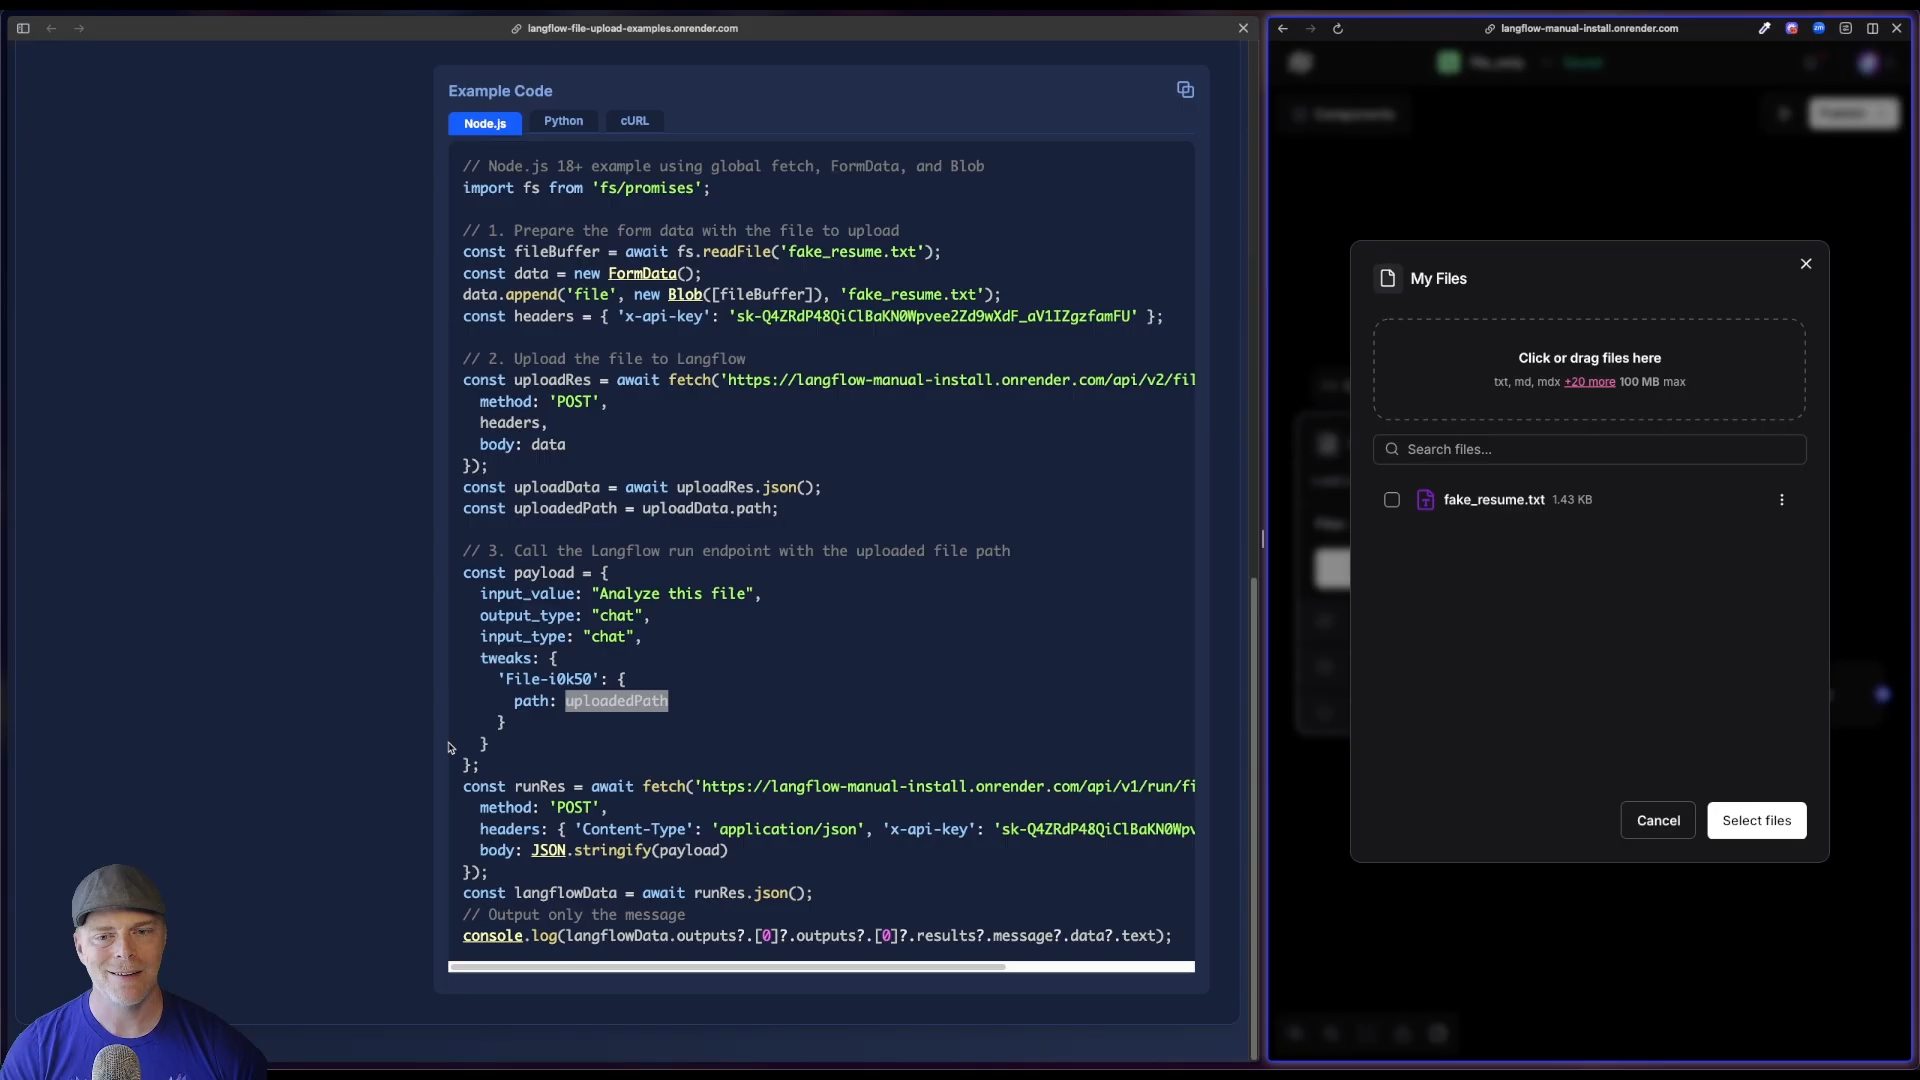 langflow-file-upload-examples.onrender.com
Example Code
Node.js
Python
cURL
// Node.js 18+ example using global fetch, FormData, and Blob
import fs from 'fs/promises';
// 1. Prepare the form data with the file to upload
const fileBuffer = await fs.readFile('fake_resume.txt');
const data = new FormData();
data.append('file', new Blob([fileBuffer]), 'fake_resume.txt');
const headers = { 'x-api-key': 'sk-Q4ZRdP48QiClBaKN0Wpvee2Zd9wXdF_aV1IZgzfamFU' };
// 2. Upload the file to Langflow
const uploadRes = await fetch('https://langflow-manual-install.onrender.com/api/v2/fil
method: 'POST',
headers,
body: data
});
const uploadData = await uploadRes.json();
const uploadedPath = uploadData.path;
// 3. Call the Langflow run endpoint with the uploaded file path
const payload = {
input_value: "Analyze this file",
output_type: "chat",
input_type: "chat",
tweaks: {
'File-i0k50': {
path: uploadedPath
}
}
};
const runRes = await fetch('https://langflow-manual-install.onrender.com/api/v1/run/fi
method: 'POST',
headers: { 'Content-Type': 'application/json', 'x-api-key': 'sk-Q4ZRdP48QiClBaKN0Wpv
body: JSON.stringify(payload)
});
const langflowData = await runRes.json();
// Output only the message
console.log(langflowData.outputs?.[0]?.outputs?.[0]?.results?.message?.data?.text);
langflow-manual-install.onrender.com
zm
Components
My Files
Click or drag files here
txt, md, mdx +20 more 100 MB max
Search files...
fake_resume.txt 1.43 KB
Cancel
Select files